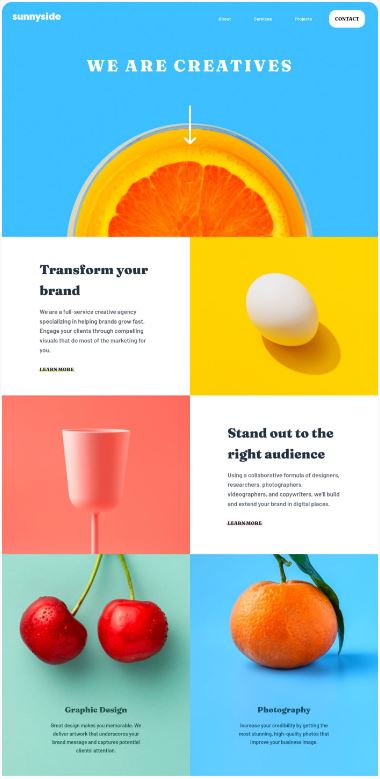 sunnyside
About Services Projects CONTACT
WE ARE CREATIVES
Transform your
brand
We are a full-service creative agency
specializing in helping brands grow fast.
Engage your clients through compelling
visuals that do most of the marketing for
you.
LEARN MORE
Stand out to the
right audience
Using a collaborative formula of designers,
researchers, photographers,
videographers, and copywriters, we'll build
and extend your brand in digital places.
LEARN MORE
Graphic Design
Great design makes you memorable. We
deliver artwork that underscores your
brand message and captures potential
clients' attention.
Photography
Increase your credibility by getting the
most stunning, high-quality photos that
improve your business image.